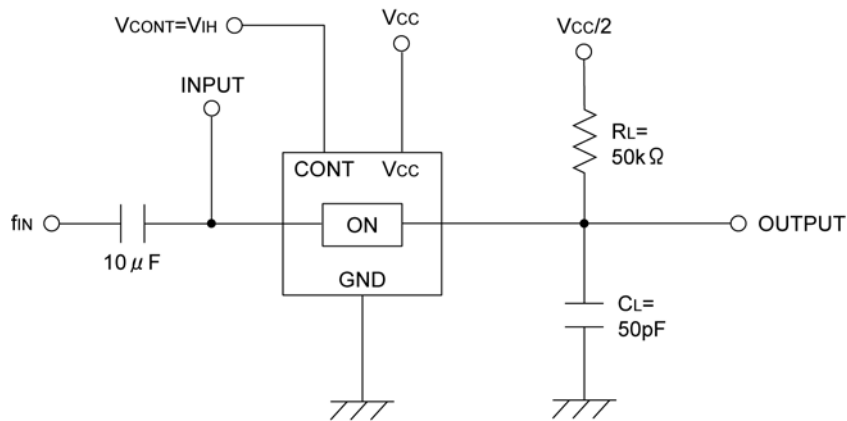 VCONT=VIH
VCC
VCC/2
INPUT
RL=
50kΩ
CONT
VCC
fIN
ON
OUTPUT
10μF
GND
CL=
50pF